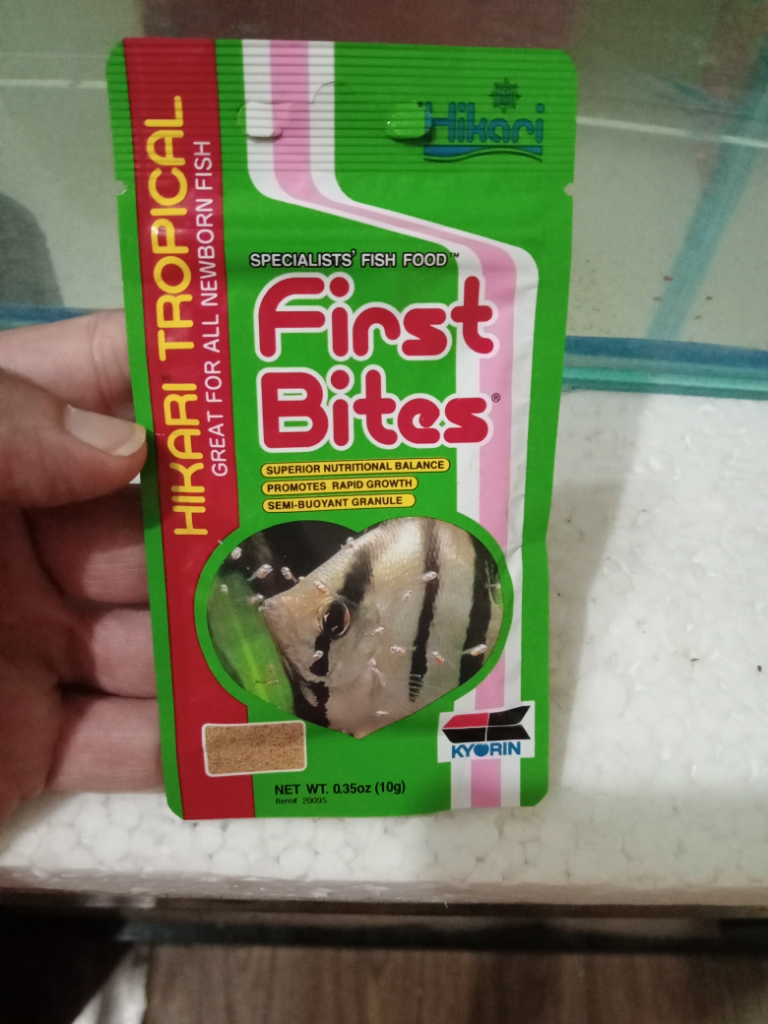 HIKARI TROPICAL
GREAT FOR ALL NEWBORN FISH
Hikari
SPECIALISTS' FISH FOOD™
First
Bites®
SUPERIOR NUTRITIONAL BALANCE
PROMOTES RAPID GROWTH
SEMI-BUOYANT GRANULE
KYORIN
NET WT. 0.35oz (10g)
Item# 20095